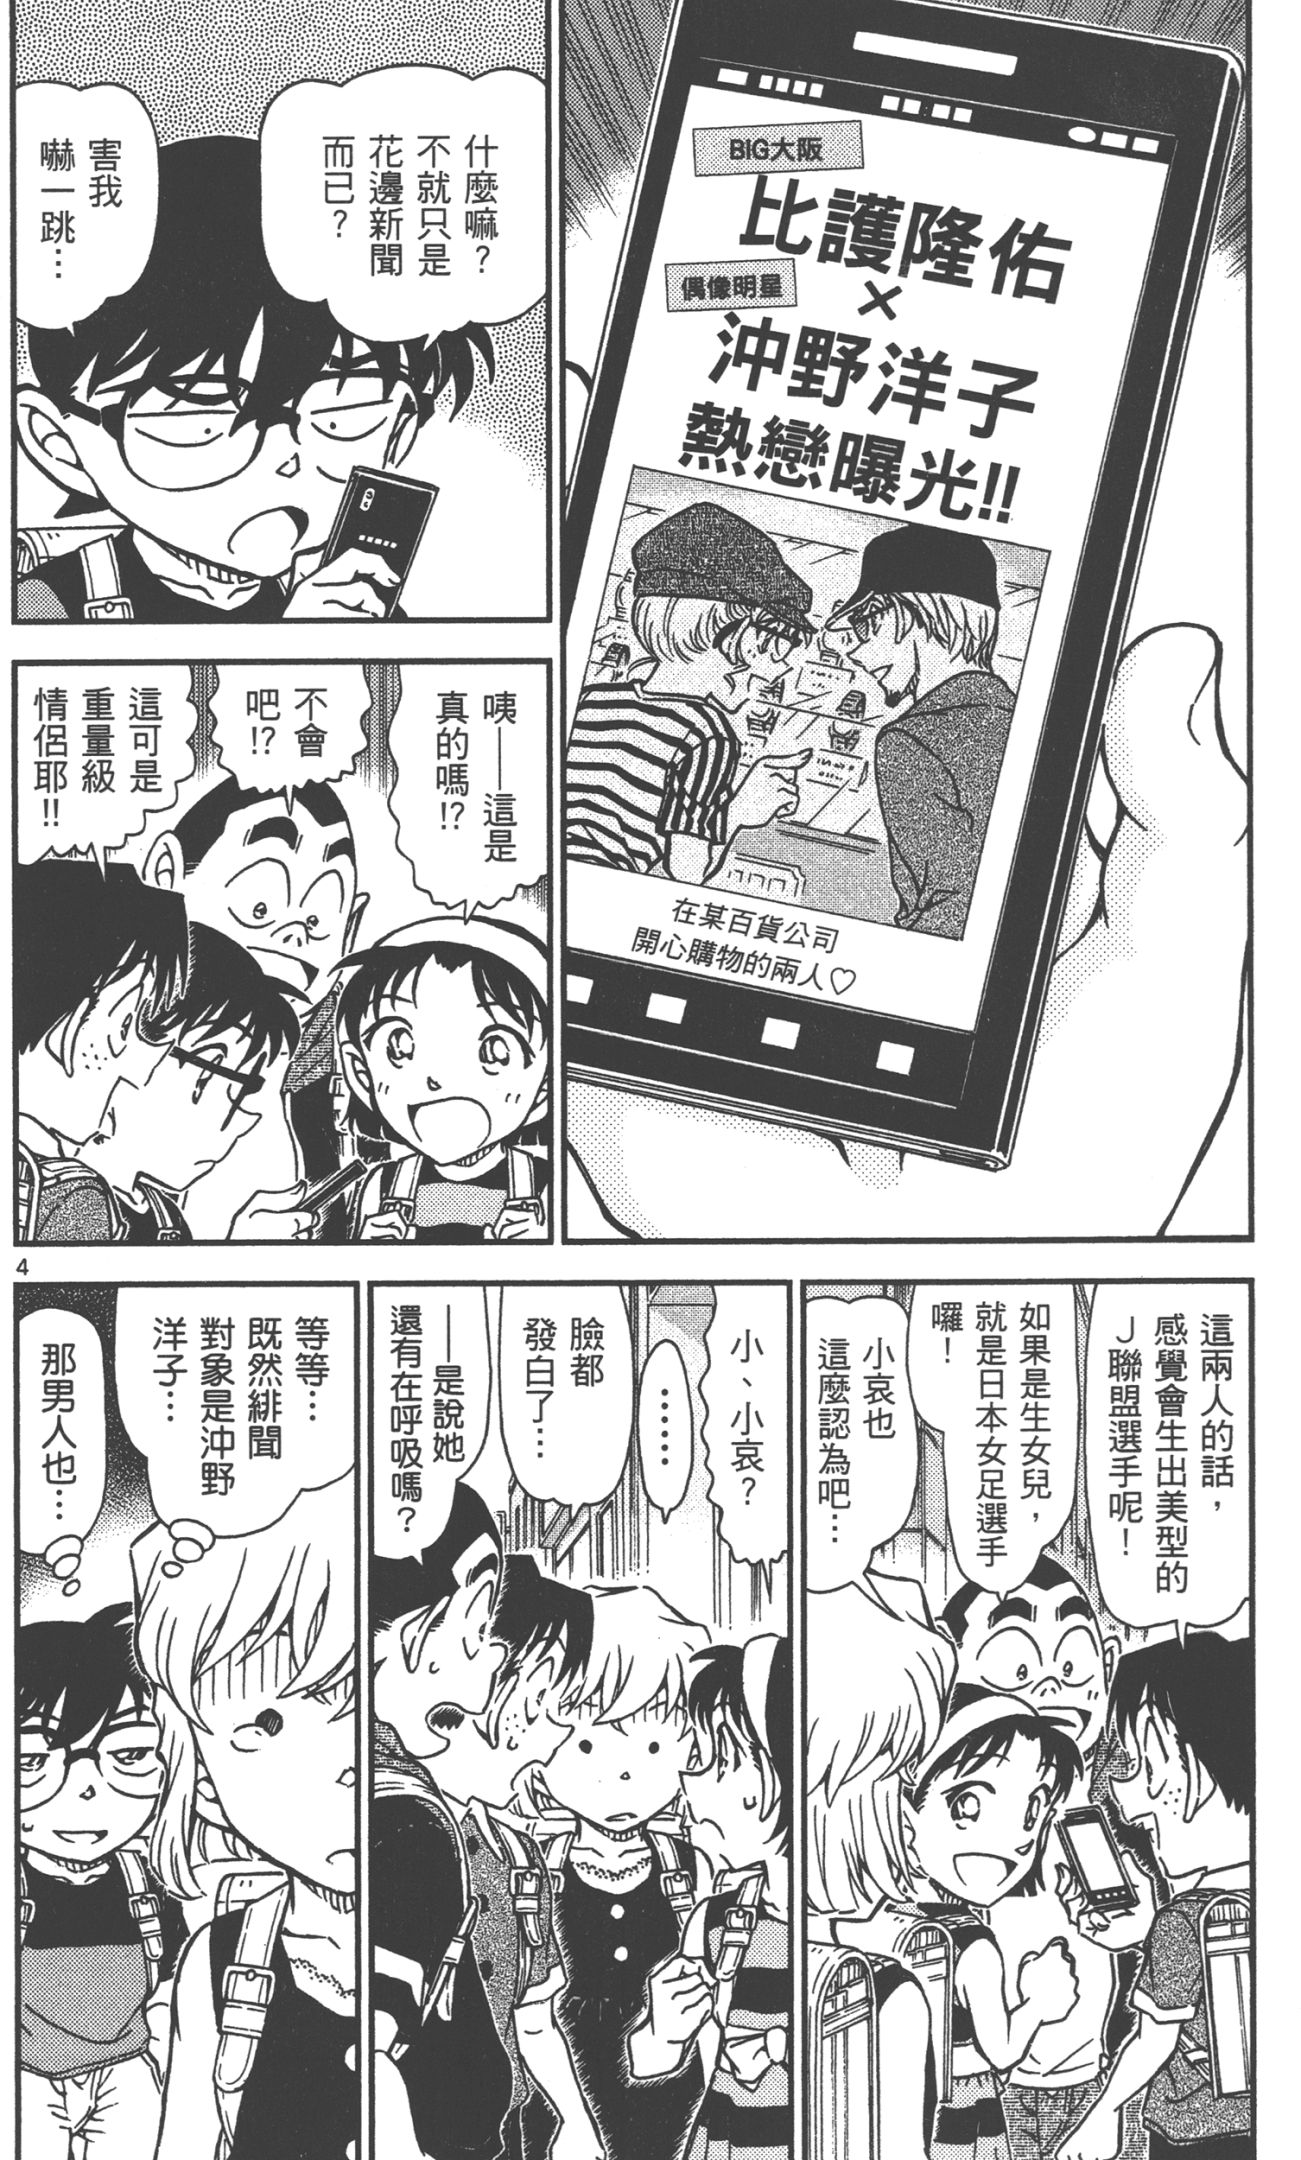 BIG大阪
比護隆佑
×
偶像明星
沖野洋子
熱戀曝光!!
在某百貨公司
開心購物的兩人♡
什麼嘛?
不就只是
花邊新聞
而已?
害我
嚇一跳…
咦——這是
真的嗎!?
不會
吧!?
這可是
重量級
情侶耶!!
4
這兩人的話,
感覺會生出美型的
J聯盟選手呢!
如果是生女兒,
就是日本女足選手
囉!
小哀也
這麼認為吧…
小、小哀?
……
臉都
發白了…
——是說她
還有在呼吸嗎?
等等…
既然緋聞
對象是沖野
洋子…
那男人也…